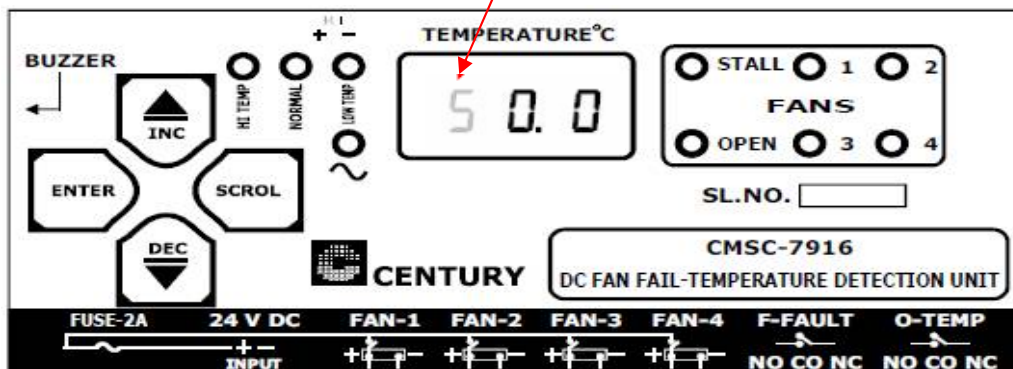 TEMPERATURE°C
+ −
BUZZER
HI TEMP
NORMAL
LOW TEMP
5 0. 0
STALL 1 2
FANS
OPEN 3 4
INC
ENTER
SCROL
DEC
SL.NO.
CENTURY
CMSC-7916
DC FAN FAIL-TEMPERATURE DETECTION UNIT
FUSE-2A 24 V DC FAN-1 FAN-2 FAN-3 FAN-4 F-FAULT O-TEMP
+ − + − + − + − + −
INPUT NO CO NC NO CO NC